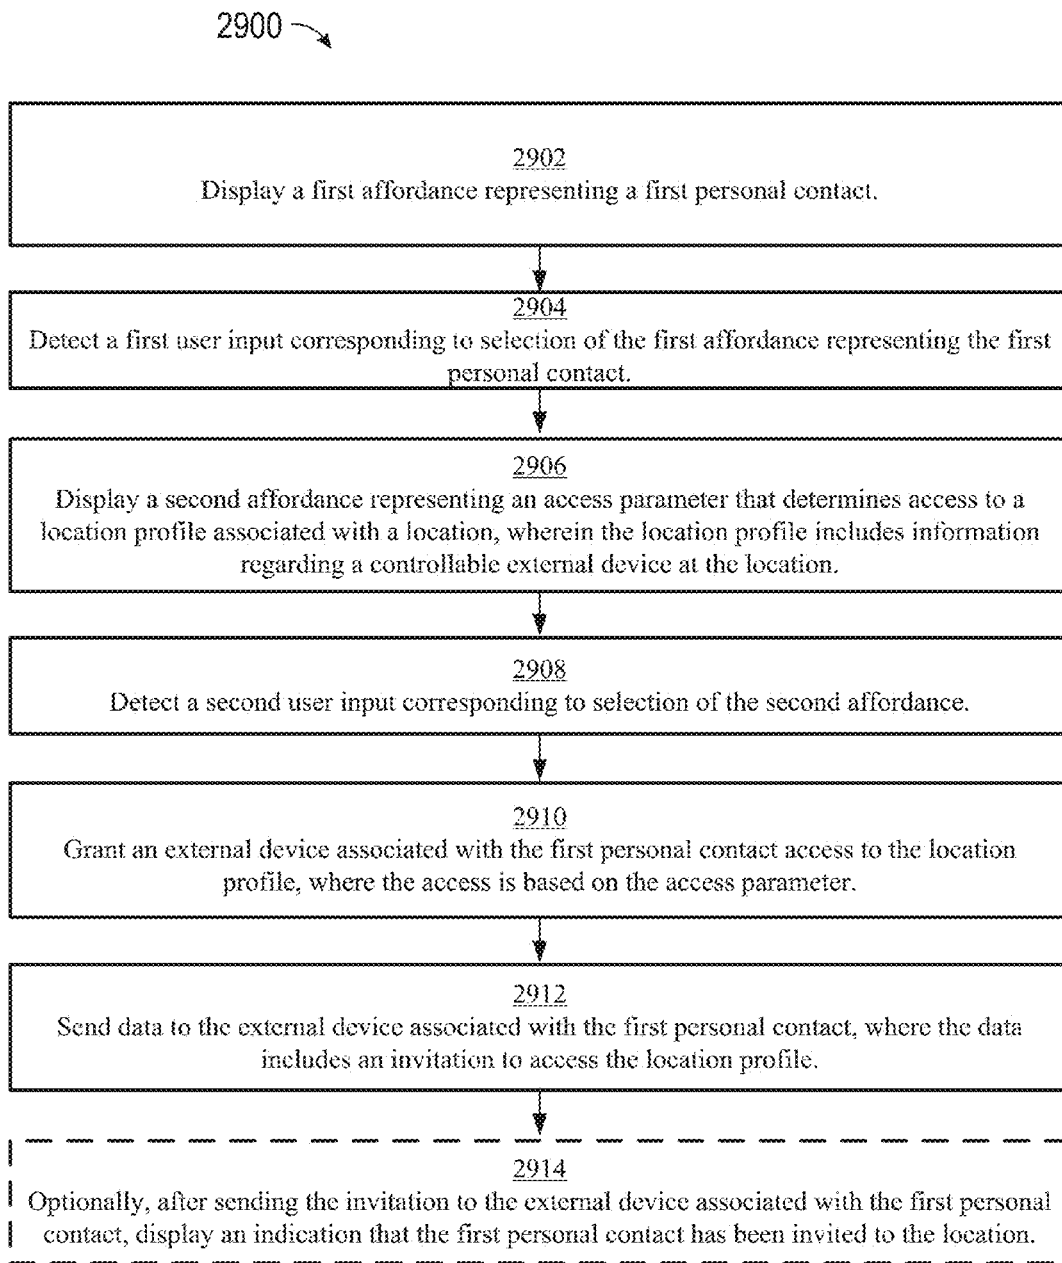 2900
2902
Display a first affordance representing a first personal contact.
2904
Detect a first user input corresponding to selection of the first affordance representing the first
personal contact.
2906
Display a second affordance representing an access parameter that determines access to a
location profile associated with a location, wherein the location profile includes information
regarding a controllable external device at the location.
2908
Detect a second user input corresponding to selection of the second affordance.
2910
Grant an external device associated with the first personal contact access to the location
profile, where the access is based on the access parameter.
2912
Send data to the external device associated with the first personal contact, where the data
includes an invitation to access the location profile.
2914
Optionally, after sending the invitation to the external device associated with the first personal
contact, display an indication that the first personal contact has been invited to the location.